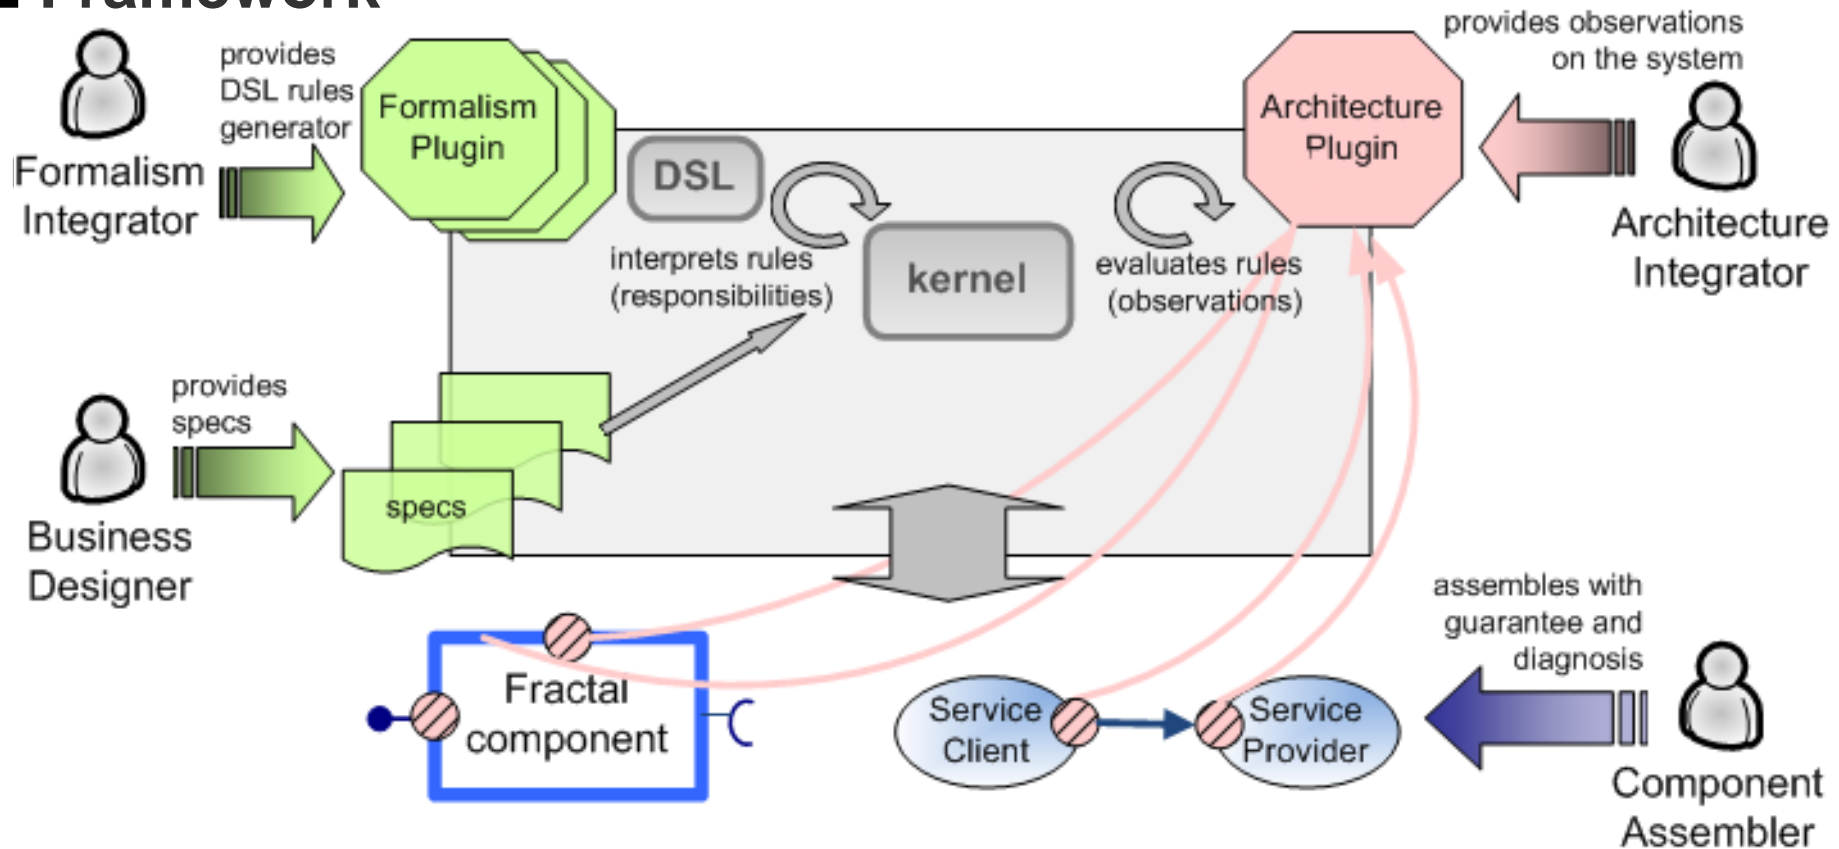 Framework
provides
DSL rules
generator
Formalism
Integrator
Formalism
Plugin
DSL
interprets rules
(responsibilities)
kernel
evaluates rules
(observations)
Architecture
Plugin
provides observations
on the system
Architecture
Integrator
provides
specs
Business
Designer
specs
Fractal
component
Service
Client
Service
Provider
assembles with
guarantee and
diagnosis
Component
Assembler